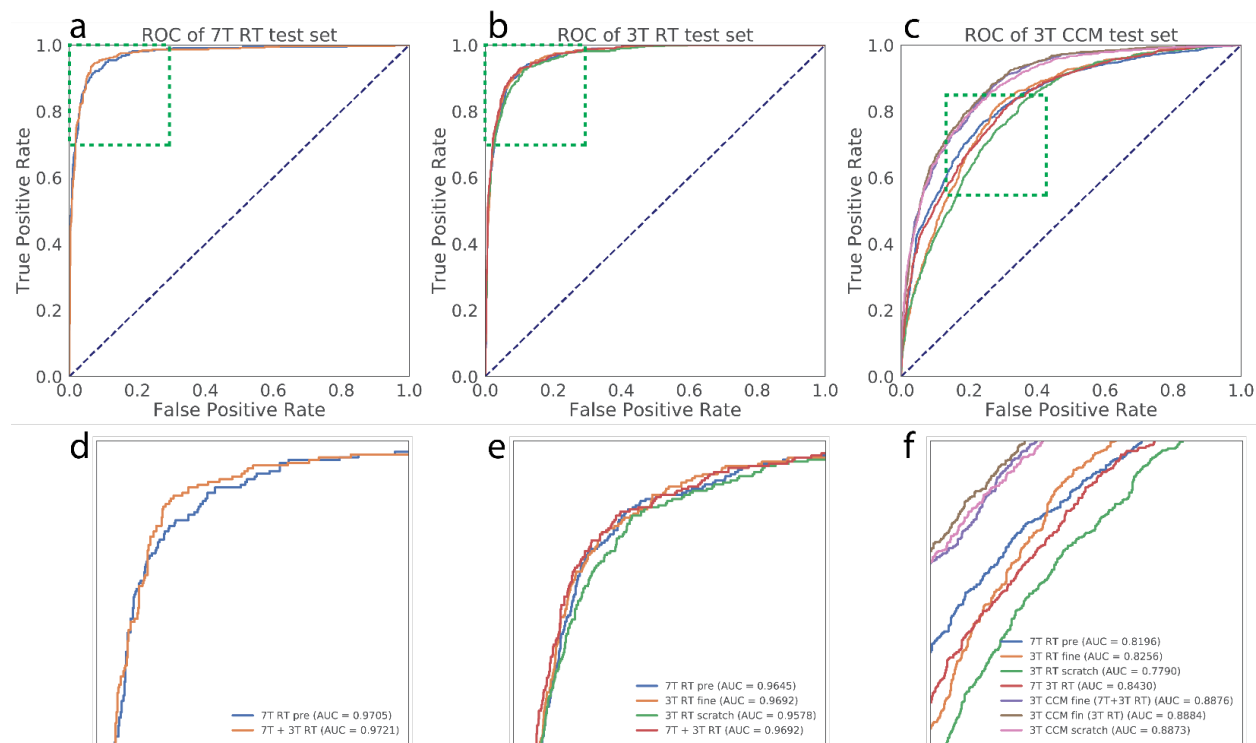 a
ROC of 7T RT test set
1.0
0.8
0.6
0.4
0.2
0.0
True Positive Rate
0.0 0.2 0.4 0.6 0.8 1.0
False Positive Rate
b
ROC of 3T RT test set
1.0
0.8
0.6
0.4
0.2
0.0
True Positive Rate
0.0 0.2 0.4 0.6 0.8 1.0
False Positive Rate
c
ROC of 3T CCM test set
1.0
0.8
0.6
0.4
0.2
0.0
True Positive Rate
0.0 0.2 0.4 0.6 0.8 1.0
False Positive Rate
d
7T RT pre (AUC = 0.9705)
7T + 3T RT (AUC = 0.9721)
e
7T RT pre (AUC = 0.9645)
3T RT fine (AUC = 0.9692)
3T RT scratch (AUC = 0.9578)
7T + 3T RT (AUC = 0.9692)
f
7T RT pre (AUC = 0.8196)
3T RT fine (AUC = 0.8256)
3T RT scratch (AUC = 0.7790)
7T 3T RT (AUC = 0.8430)
3T CCM fine (7T+3T RT) (AUC = 0.8876)
3T CCM fin (3T RT) (AUC = 0.8884)
3T CCM scratch (AUC = 0.8873)